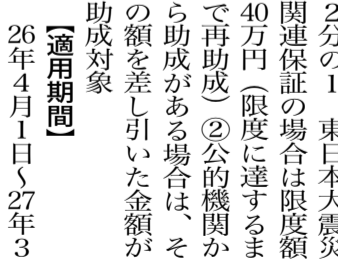 ２分の１　東日本大震災
関連保証の場合は限度額
40万円（限度に達するま
で再助成）②公的機関か
ら助成がある場合は、そ
の額を差し引いた金額が
助成対象
【適用期間】
26年４月１日～27年３